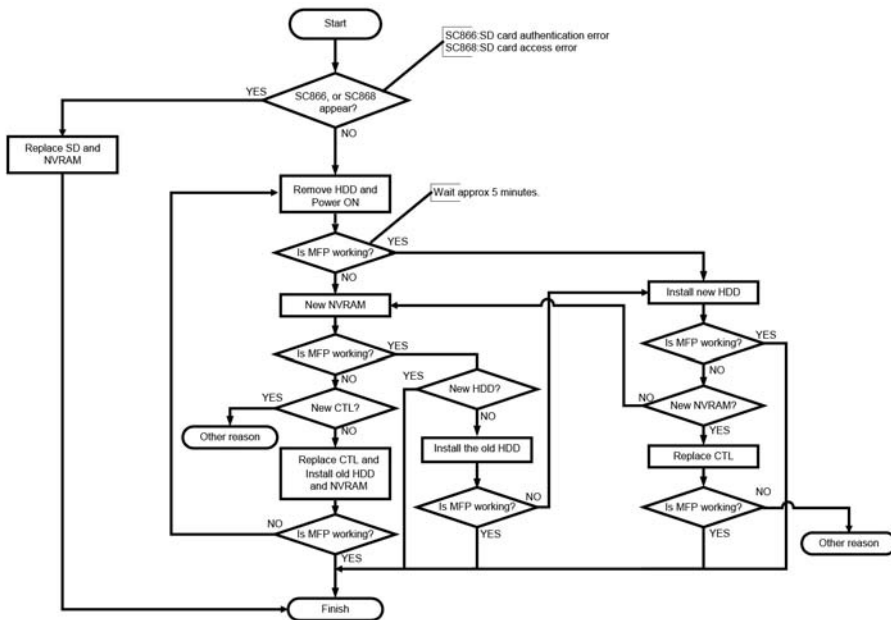 Start
SC866:SD card authentication error
SC868:SD card access error
YES
SC866, or SC868
appear?
NO
Replace SD and
NVRAM
Remove HDD and
Power ON
Wait approx 5 minutes.
Is MFP working?
YES
NO
New NVRAM
Install new HDD
Is MFP working?
YES
NO
Is MFP working?
YES
NO
YES
New CTL?
NO
YES
New HDD?
NO
NO
New NVRAM?
YES
Other reason
Replace CTL and
Install old HDD
and NVRAM
Install the old HDD
Replace CTL
NO
Is MFP working?
YES
Is MFP working?
NO
YES
Is MFP working?
NO
YES
Other reason
Finish